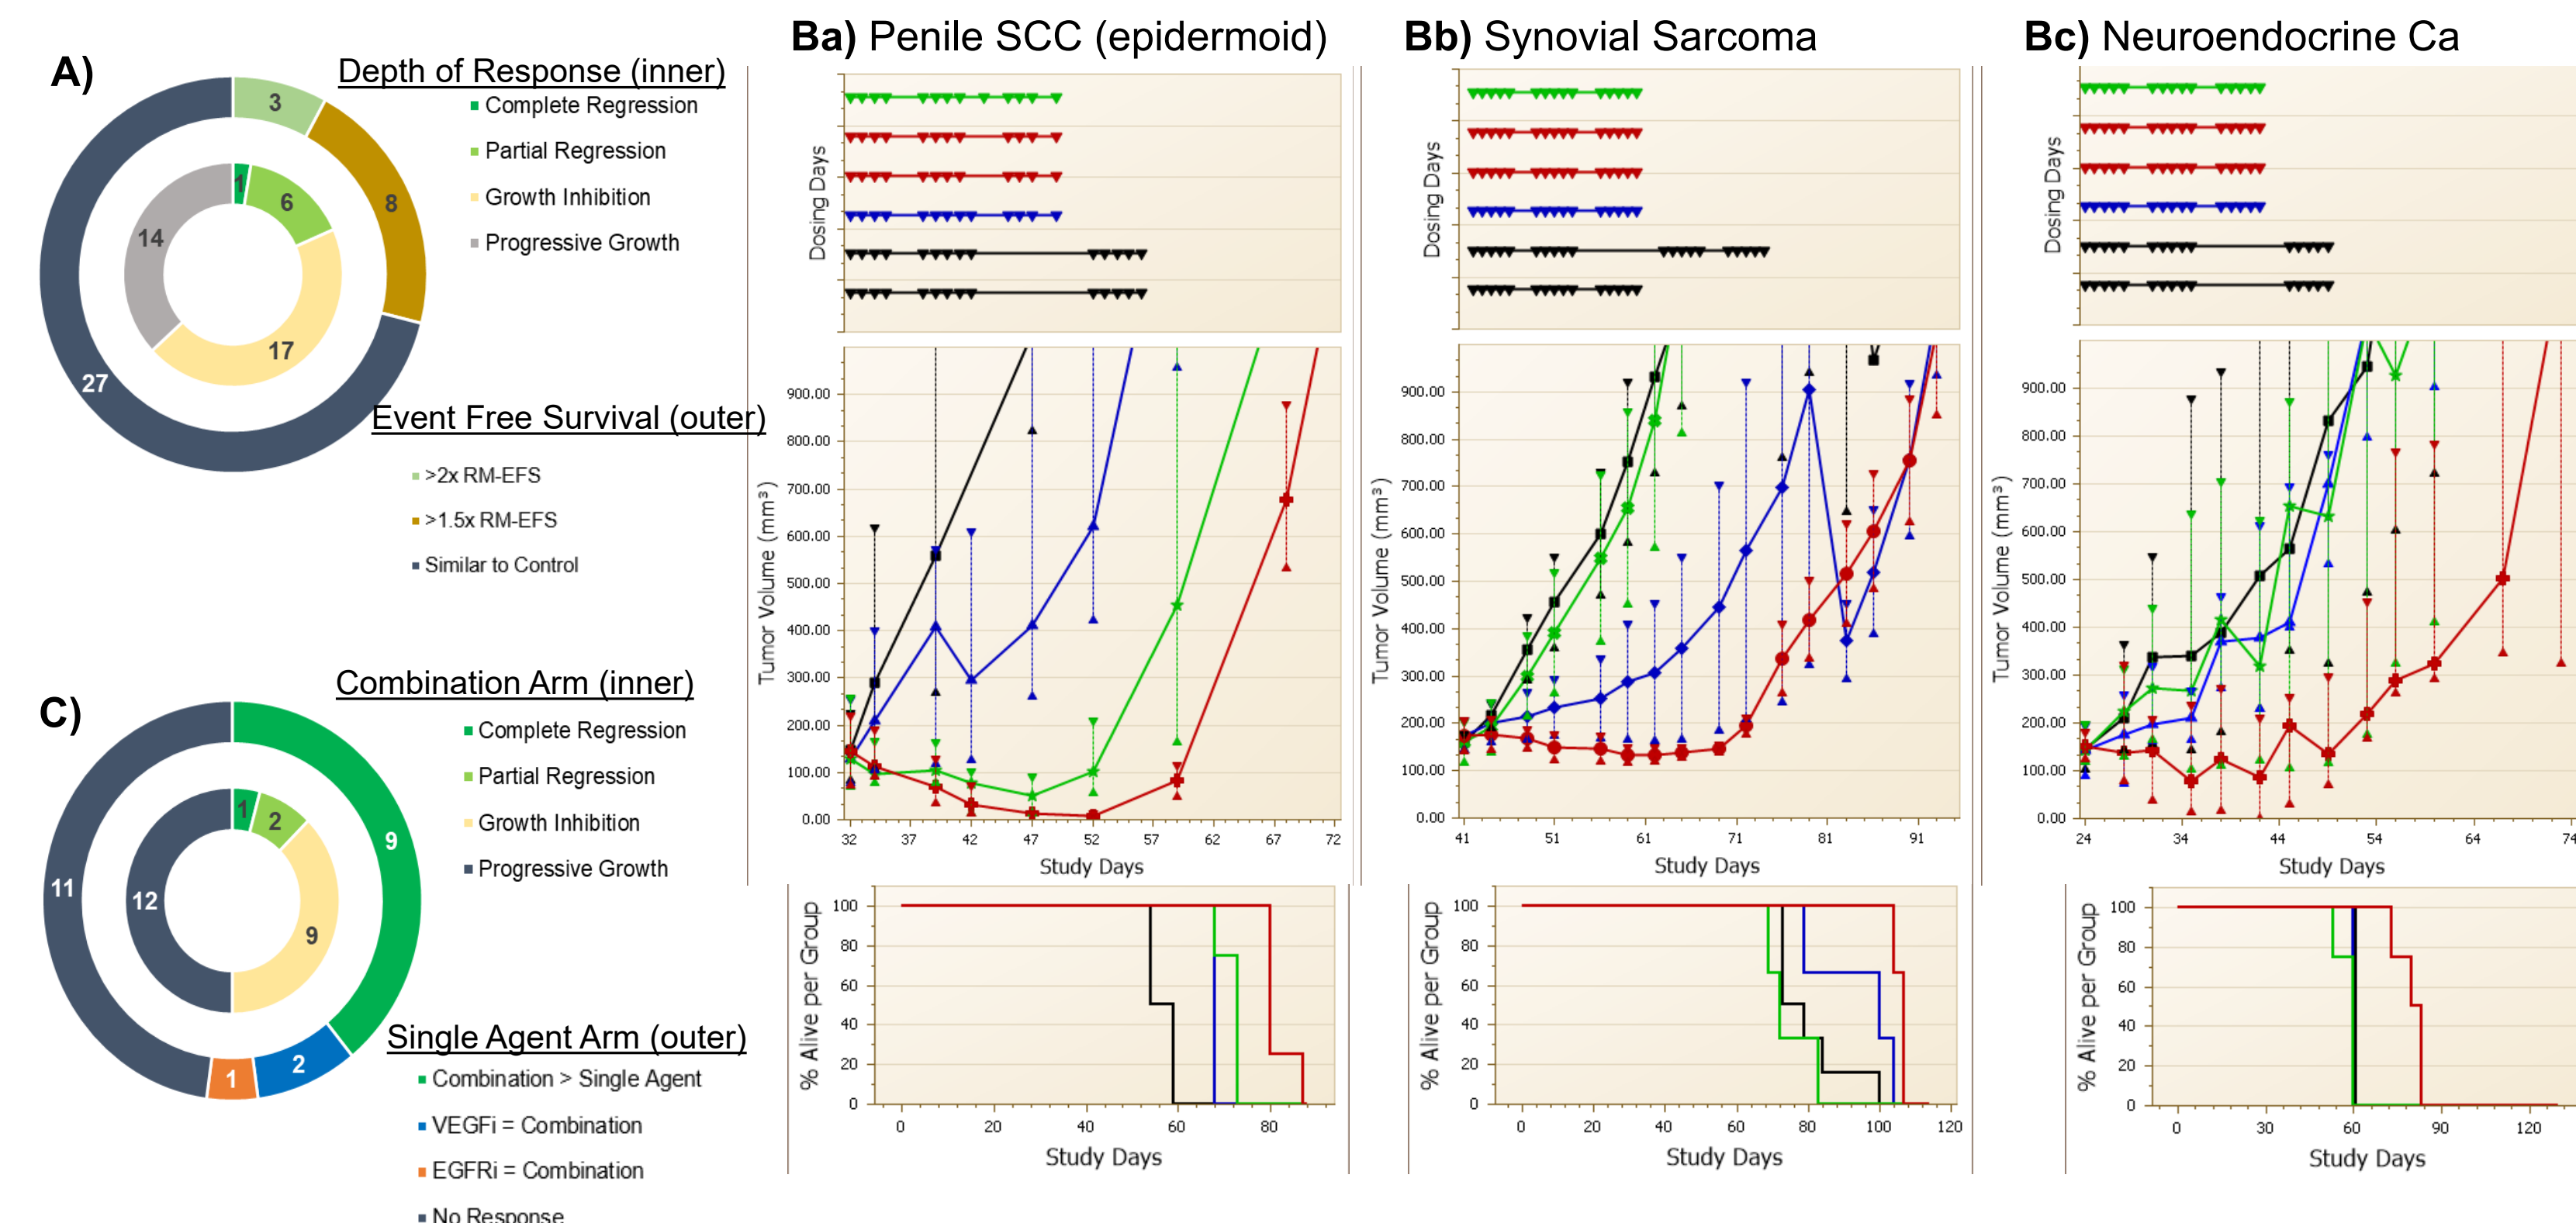 A)
Depth of Response (inner)
Complete Regression
Partial Regression
Growth Inhibition
Progressive Growth
3
8
27
1
6
17
14
Event Free Survival (outer)
>2x RM-EFS
>1.5x RM-EFS
Similar to Control
C)
Combination Arm (inner)
Complete Regression
Partial Regression
Growth Inhibition
Progressive Growth
9
2
1
11
1
2
9
12
Single Agent Arm (outer)
Combination > Single Agent
VEGFi = Combination
EGFRi = Combination
No Response
Ba) Penile SCC (epidermoid)
Dosing Days
Tumor Volume (mm³)
900.00
800.00
700.00
600.00
500.00
400.00
300.00
200.00
100.00
0.00
32 37 42 47 52 57 62 67 72
Study Days
% Alive per Group
100
80
60
40
20
0
0 20 40 60 80
Study Days
Bb) Synovial Sarcoma
Dosing Days
Tumor Volume (mm³)
900.00
800.00
700.00
600.00
500.00
400.00
300.00
200.00
100.00
0.00
41 51 61 71 81 91
Study Days
% Alive per Group
100
80
60
40
20
0
0 20 40 60 80 100 120
Study Days
Bc) Neuroendocrine Ca
Dosing Days
Tumor Volume (mm³)
900.00
800.00
700.00
600.00
500.00
400.00
300.00
200.00
100.00
0.00
24 34 44 54 64 74
Study Days
% Alive per Group
100
80
60
40
20
0
0 30 60 90 120
Study Days